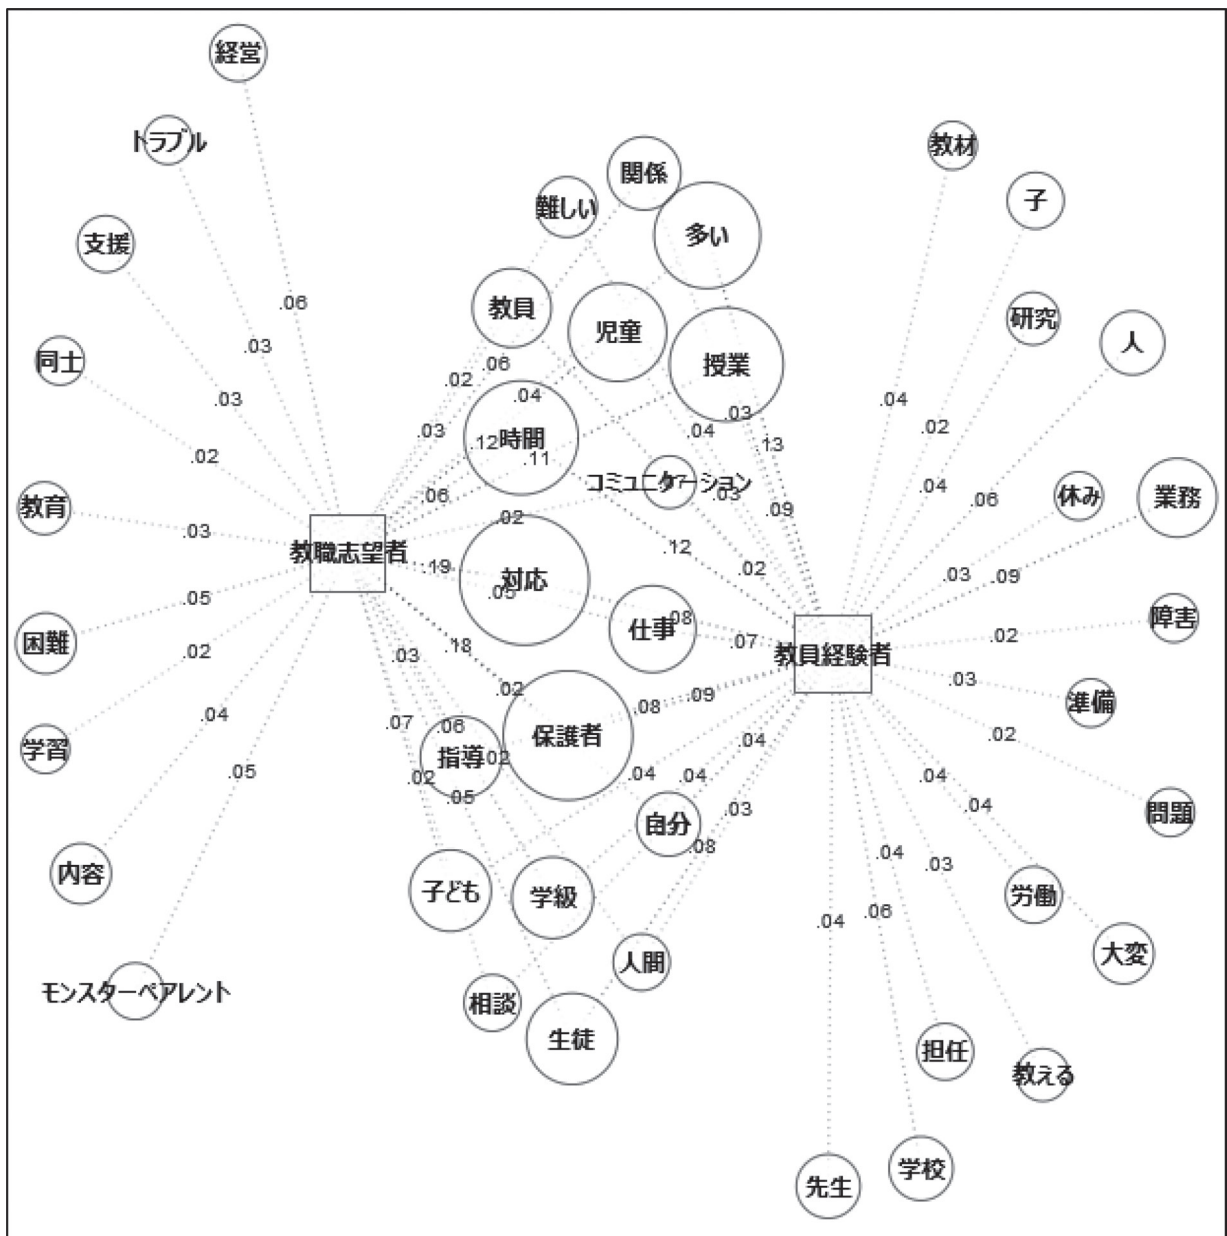 経営
トラブル
教材
関係
難しい
子
支援
多い
.06
教員
児童
研究
人
.03
同士
.06
授業
.02
.03
.04
.04
.03
.02
.03
.04
.12
時間
.13
.02
.11
.04
コミュニケーション
.07
.03
.06
休み
業務
.06
教育
.02
.09
.03
教職志望者
.12
.19
対応
.02
.03
.09
.05
.05
.08
障害
困難
仕事
.07
.02
.18
教員経験者
.02
.03
.03
.02
.08
.09
準備
.04
.07
.06
保護者
.04
.02
学習
指導
.02
.05
.02
.04
.04
.04
.05
.03
.04
問題
自分
.08
.04
.03
内容
子ども
学級
労働
.04
.06
大変
人間
モンスターペアレント
相談
生徒
担任
教える
学校
先生